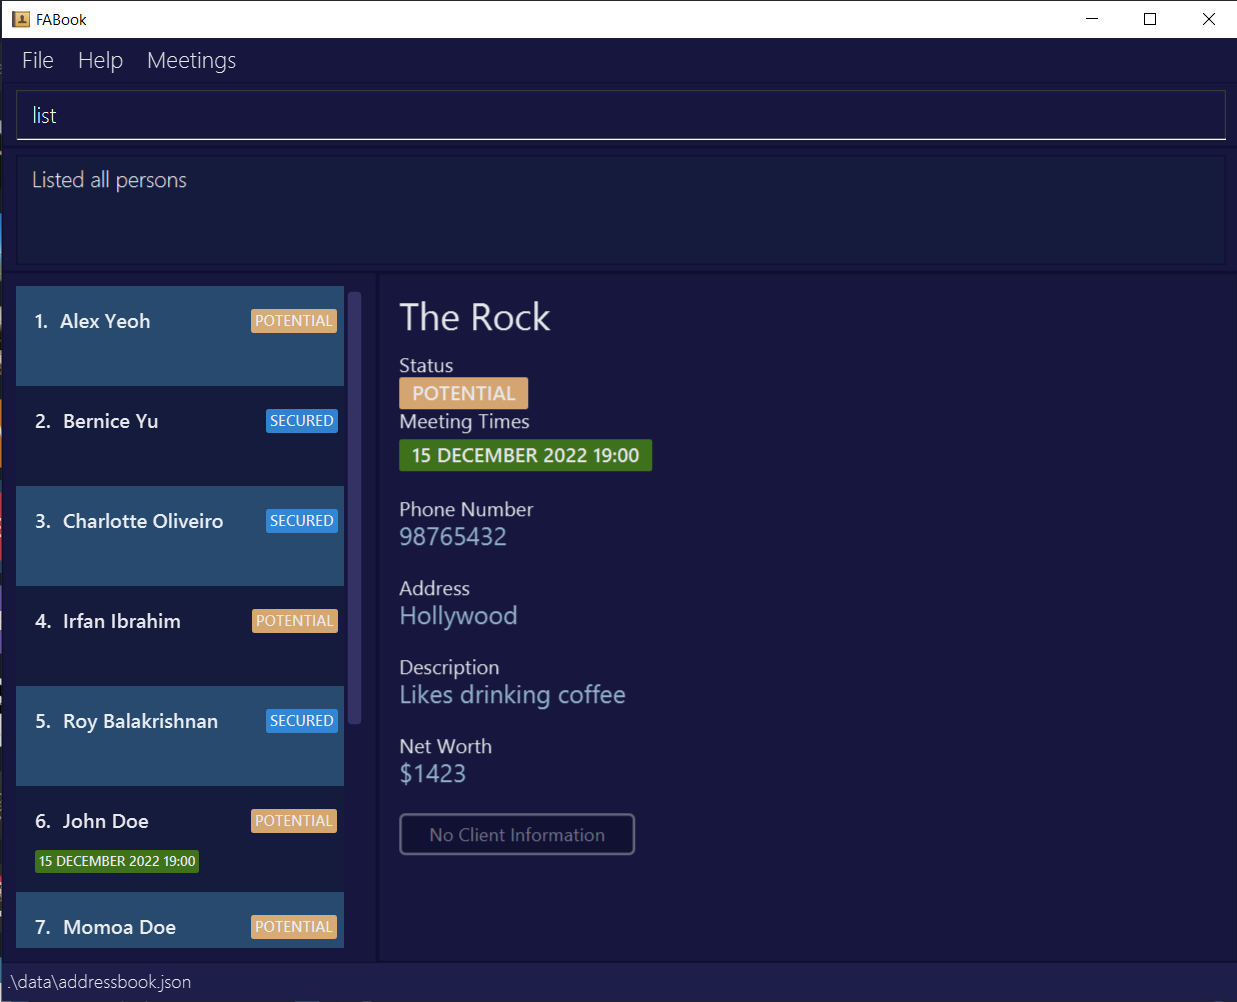 FABook
File Help Meetings
list
Listed all persons
1. Alex Yeoh POTENTIAL
2. Bernice Yu SECURED
3. Charlotte Oliveiro SECURED
4. Irfan Ibrahim POTENTIAL
5. Roy Balakrishnan SECURED
6. John Doe POTENTIAL
15 DECEMBER 2022 19:00
7. Momoa Doe POTENTIAL
The Rock
Status
POTENTIAL
Meeting Times
15 DECEMBER 2022 19:00
Phone Number
98765432
Address
Hollywood
Description
Likes drinking coffee
Net Worth
$1423
No Client Information
.\data\addressbook.json